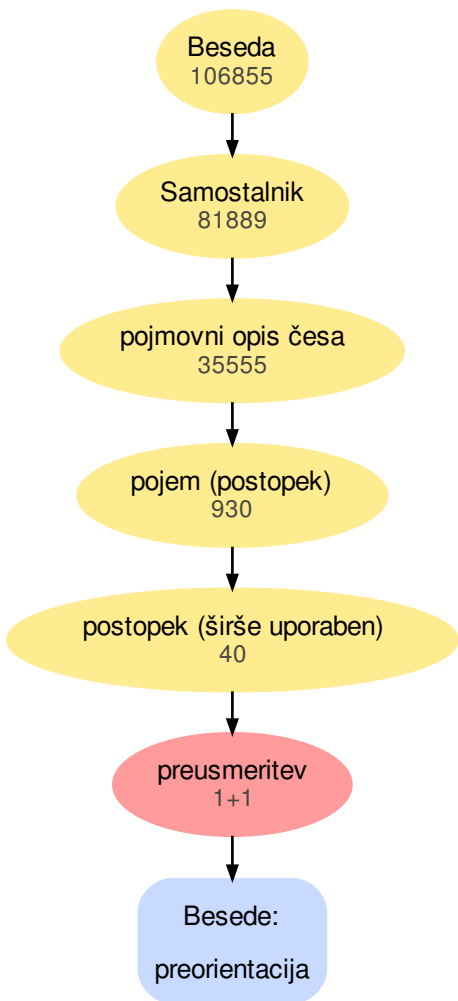 Beseda
106855
Samostalnik
81889
pojmovni opis česa
35555
pojem (postopek)
930
postopek (širše uporaben)
40
preusmeritev
1+1
Besede:
preorientacija